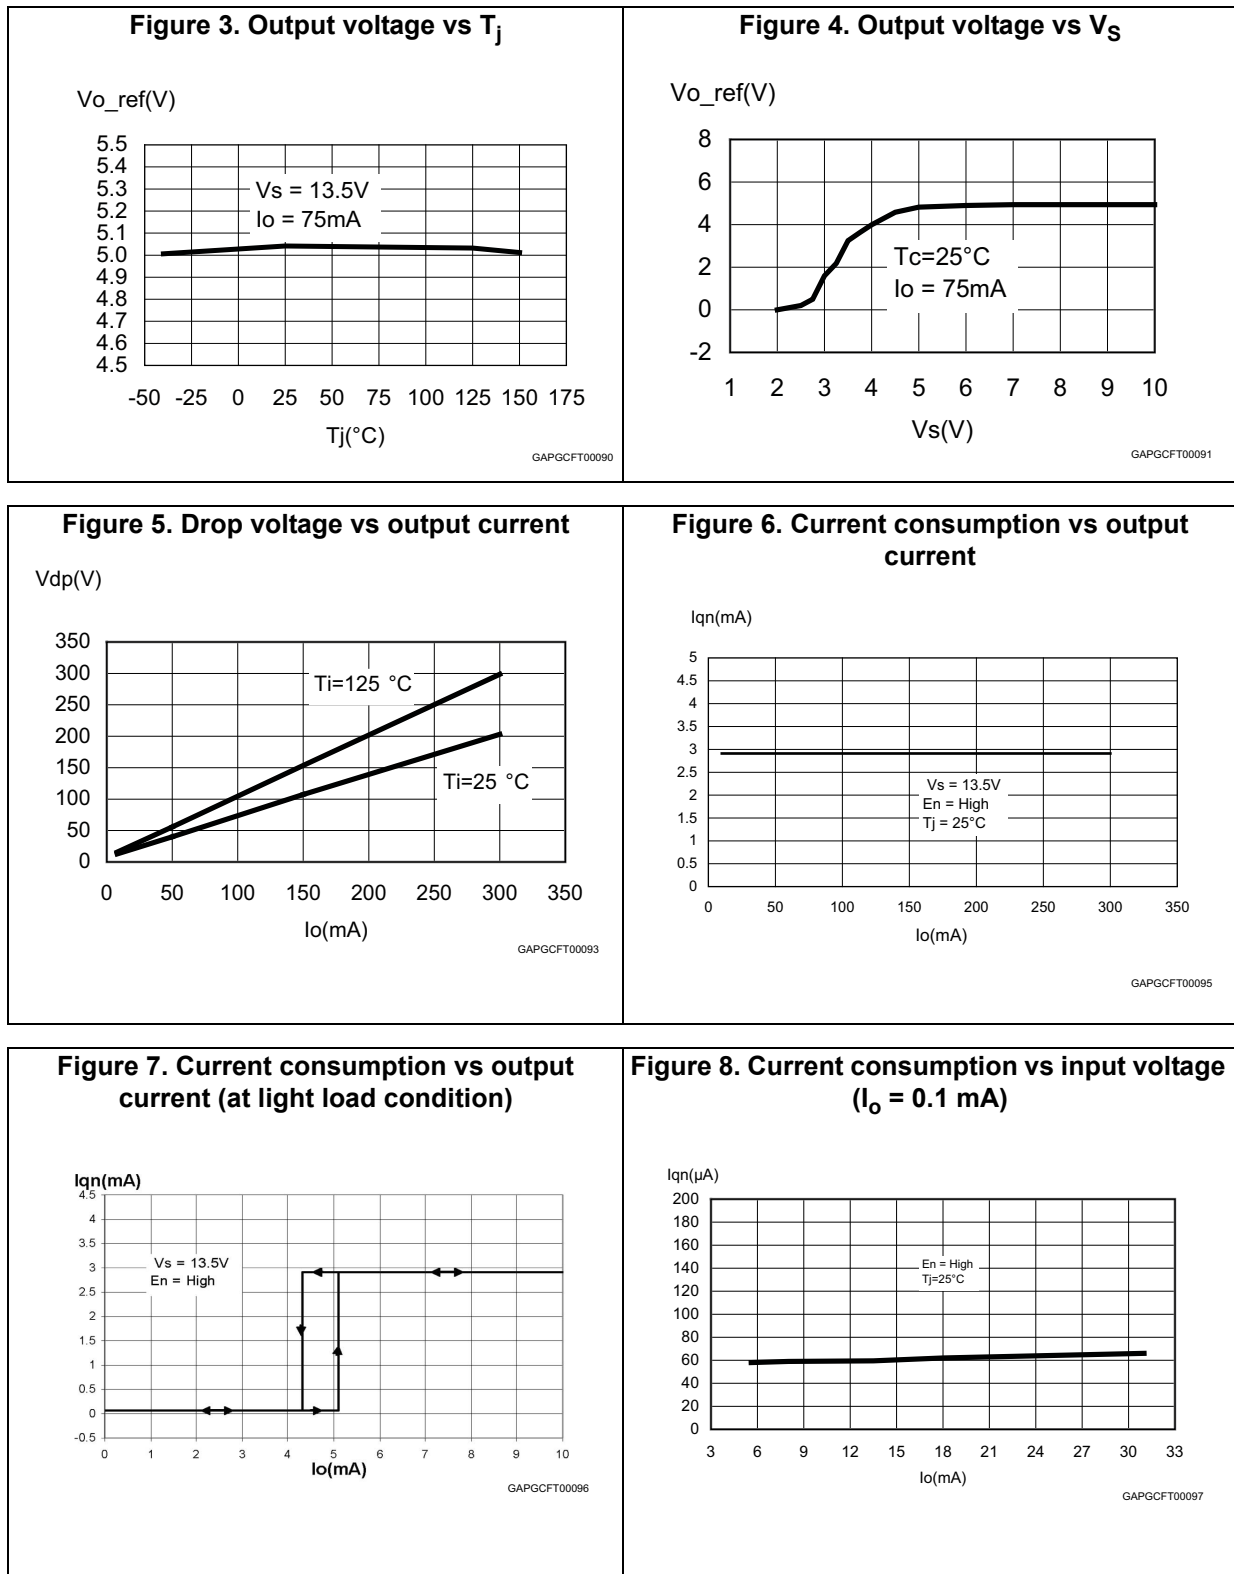 Figure 3. Output voltage vs Tj
Vo_ref(V)
5.5
5.4
5.3
5.2
5.1
5.0
4.9
4.8
4.7
4.6
4.5
Vs = 13.5V
Io = 75mA
-50 -25 0 25 50 75 100 125 150 175
Tj(°C)
GAPGCFT00090
Figure 4. Output voltage vs VS
Vo_ref(V)
8
6
4
2
0
-2
Tc=25°C
Io = 75mA
1 2 3 4 5 6 7 8 9 10
Vs(V)
GAPGCFT00091
Figure 5. Drop voltage vs output current
Vdp(V)
350
300
250
200
150
100
50
0
Ti=125 °C
Ti=25 °C
0 50 100 150 200 250 300 350
Io(mA)
GAPGCFT00093
Figure 6. Current consumption vs output
current
Iqn(mA)
5
4.5
4
3.5
3
2.5
2
1.5
1
0.5
0
Vs = 13.5V
En = High
Tj = 25°C
0 50 100 150 200 250 300 350
Io(mA)
GAPGCFT00095
Figure 7. Current consumption vs output
current (at light load condition)
Iqn(mA)
4.5
4
3.5
3
2.5
2
1.5
1
0.5
0
-0.5
Vs = 13.5V
En = High
0 1 2 3 4 5 6 7 8 9 10
Io(mA)
GAPGCFT00096
Figure 8. Current consumption vs input voltage
(Io = 0.1 mA)
Iqn(µA)
200
180
160
140
120
100
80
60
40
20
0
En = High
Tj=25°C
3 6 9 12 15 18 21 24 27 30 33
Io(mA)
GAPGCFT00097